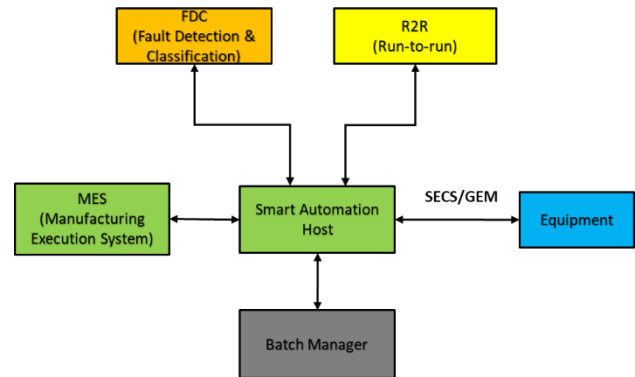 FDC
(Fault Detection &
Classification)
R2R
(Run-to-run)
MES
(Manufacturing
Execution System)
Smart Automation
Host
SECS/GEM
Equipment
Batch Manager